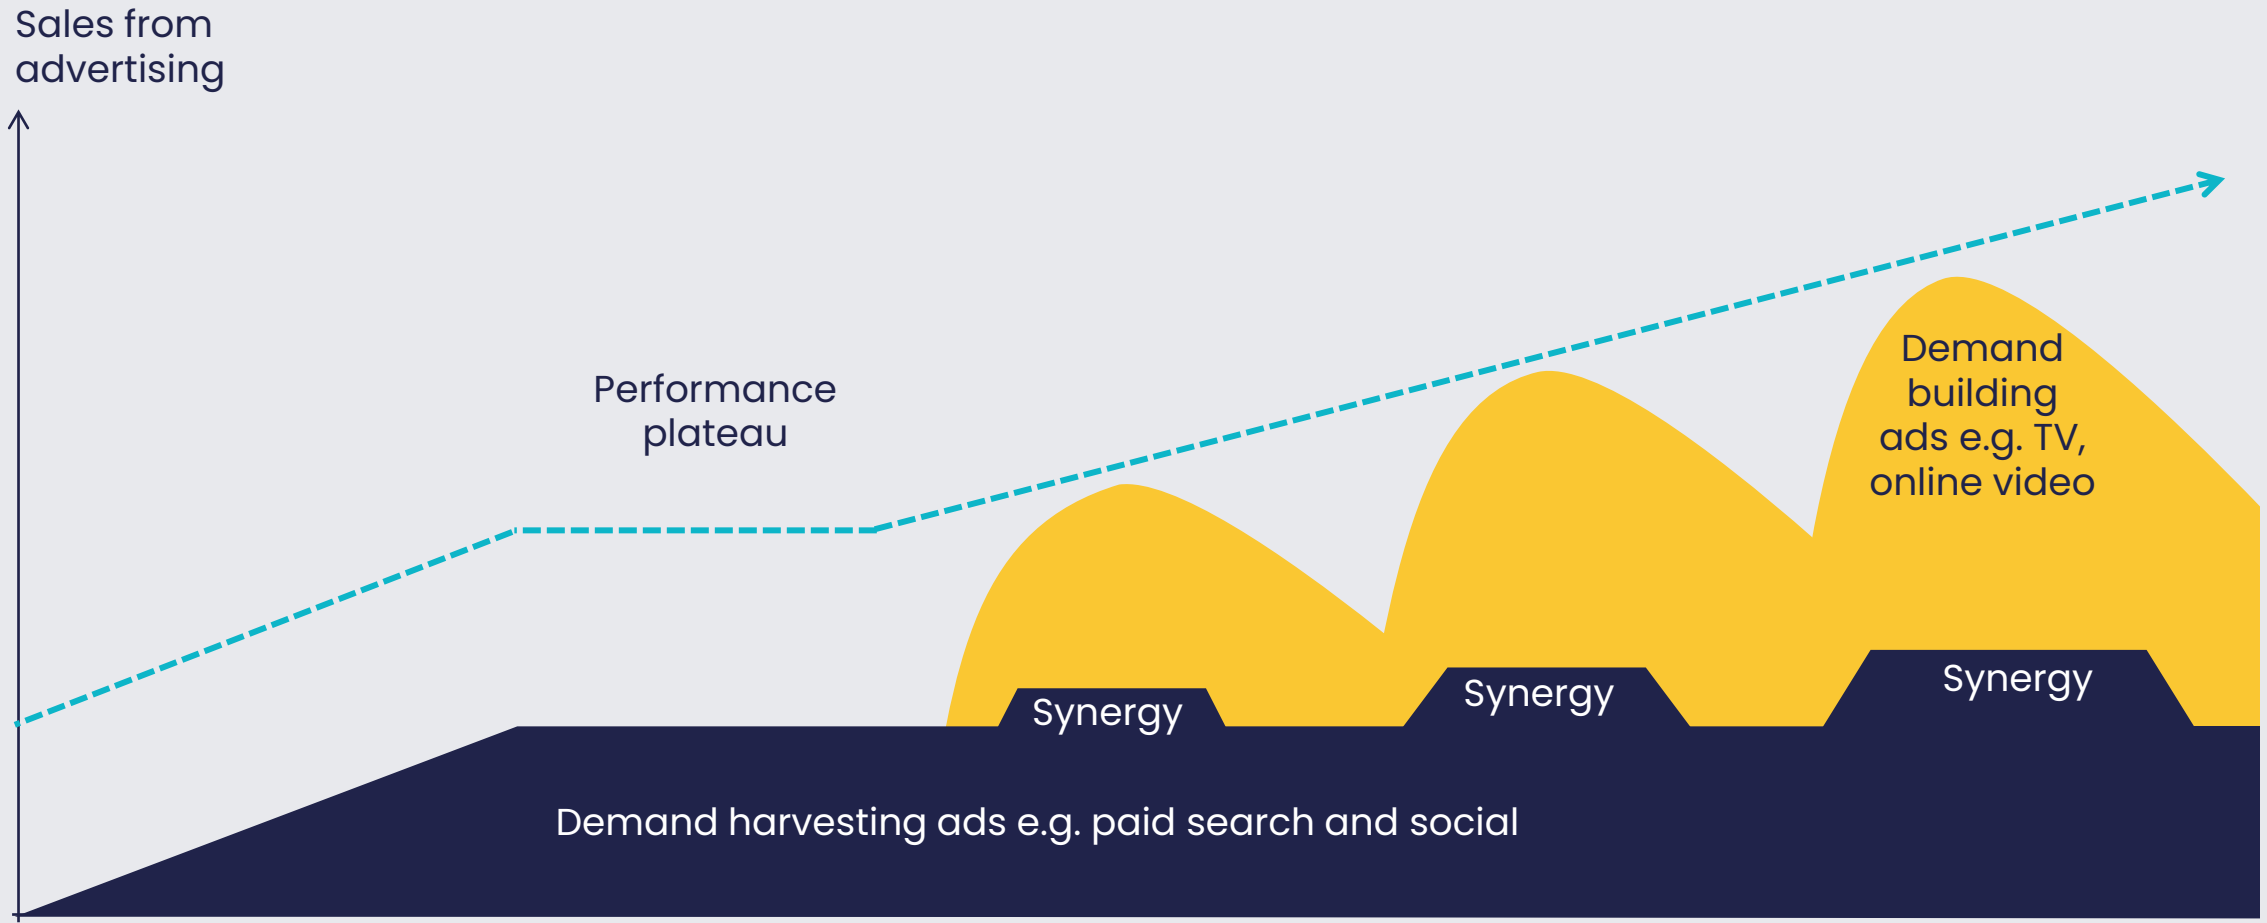 Sales from
advertising
Performance
plateau
Demand
building
ads e.g. TV,
online video
Synergy
Synergy
Synergy
Demand harvesting ads e.g. paid search and social